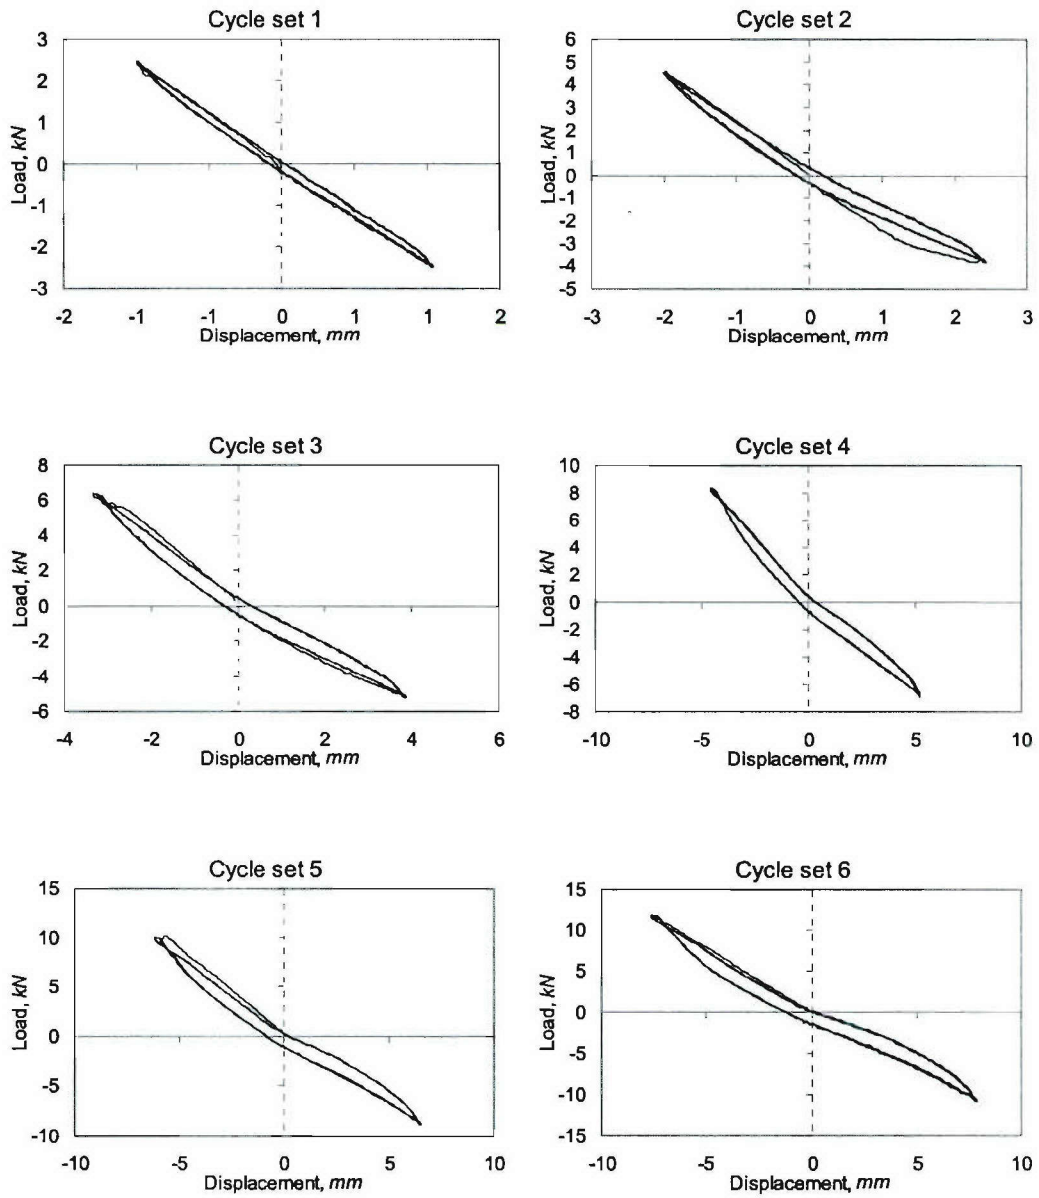 Cycle set 1
3
2
1
0
-1
-2
-3
Load, kN
-2 -1 -1 0 1 1 2
Displacement, mm
Cycle set 2
6
5
4
3
2
1
0
-1
-2
-3
-4
-5
Load, kN
-3 -2 -1 0 1 2 3
Displacement, mm
Cycle set 3
8
6
4
2
0
-2
-4
-6
Load, kN
-4 -2 0 2 4 6
Displacement, mm
Cycle set 4
10
8
6
4
2
0
-2
-4
-6
-8
Load, kN
-10 -5 0 5 10
Displacement, mm
Cycle set 5
15
10
5
0
-5
-10
Load, kN
-10 -5 0 5 10
Displacement, mm
Cycle set 6
15
10
5
0
-5
-10
-15
Load, kN
-10 -5 0 5 10
Displacement, mm